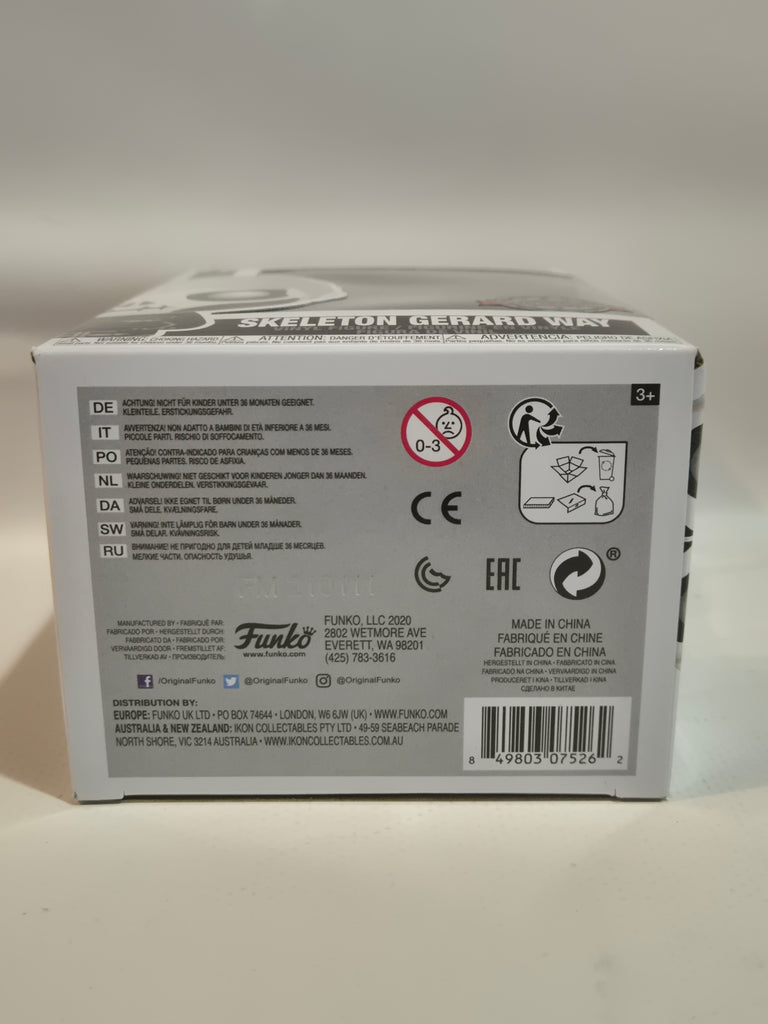 SKELETON GERARD WAY
VINYL FIGURE / FIGURINE EN VINYLE
FIGURA DE VINIL
WARNING: CHOKING HAZARD
ATTENTION: DANGER D'ÉTOUFFEMENT.
ADVERTENCIA: PELIGRO DE ASFIXIA
3+
DE ACHTUNG! NICHT FÜR KINDER UNTER 36 MONATEN GEEIGNET.
KLEINTEILE. ERSTICKUNGSGEFAHR.
IT AVVERTENZA! NON ADATTO A BAMBINI DI ETÀ INFERIORE A 36 MESI.
PICCOLE PARTI. RISCHIO DI SOFFOCAMENTO.
PO ATENÇÃO! CONTRA-INDICADO PARA CRIANÇAS COM MENOS DE 36 MESES.
PEQUENAS PARTES. RISCO DE ASFIXIA.
NL WAARSCHUWING! NIET GESCHIKT VOOR KINDEREN JONGER DAN 36 MAANDEN.
KLEINE ONDERDELEN. VERSTIKKINGSGEVAAR.
DA ADVARSEL! IKKE EGNET TIL BØRN UNDER 36 MÅNEDER.
SMÅ DELE. KVÆLNINGSFARE.
SW VARNING! INTE LÄMPLIG FÖR BARN UNDER 36 MÅNADER.
SMÅ DELAR. KVÄVNINGSRISK.
RU ВНИМАНИЕ! НЕ ПРИГОДНО ДЛЯ ДЕТЕЙ МЛАДШЕ 36 МЕСЯЦЕВ.
МЕЛКИЕ ЧАСТИ. ОПАСНОСТЬ УДУШЬЯ.
0-3
CE
EAC
®
MANUFACTURED BY • FABRIQUÉ PAR:
FABRICADO POR • HERGESTELLT DURCH:
FABBRICATO DA • FABRICADO POR:
VERVAARDIGD DOOR • FREMSTILLET AF:
TILLVERKAD AV • ПРОИЗВОДИТЕЛЬ:
Funko
www.funko.com
FUNKO, LLC 2020
2802 WETMORE AVE
EVERETT, WA 98201
(425) 783-3616
MADE IN CHINA
FABRIQUÉ EN CHINE
FABRICADO EN CHINA
HERGESTELLT IN CHINA • FABBRICATO IN CINA
FABRICADO NA CHINA • VERVAARDIGD IN CHINA
PRODUCERET I KINA • TILLVERKAD I KINA
СДЕЛАНО В КИТАЕ
/OriginalFunko @OriginalFunko @OriginalFunko
DISTRIBUTION BY:
EUROPE: FUNKO UK LTD • PO BOX 74644 • LONDON, W6 6JW (UK) • WWW.FUNKO.COM
AUSTRALIA & NEW ZEALAND: IKON COLLECTABLES PTY LTD • 49-59 SEABEACH PARADE
NORTH SHORE, VIC 3214 AUSTRALIA • WWW.IKONCOLLECTABLES.COM.AU
8 49803 07526 2